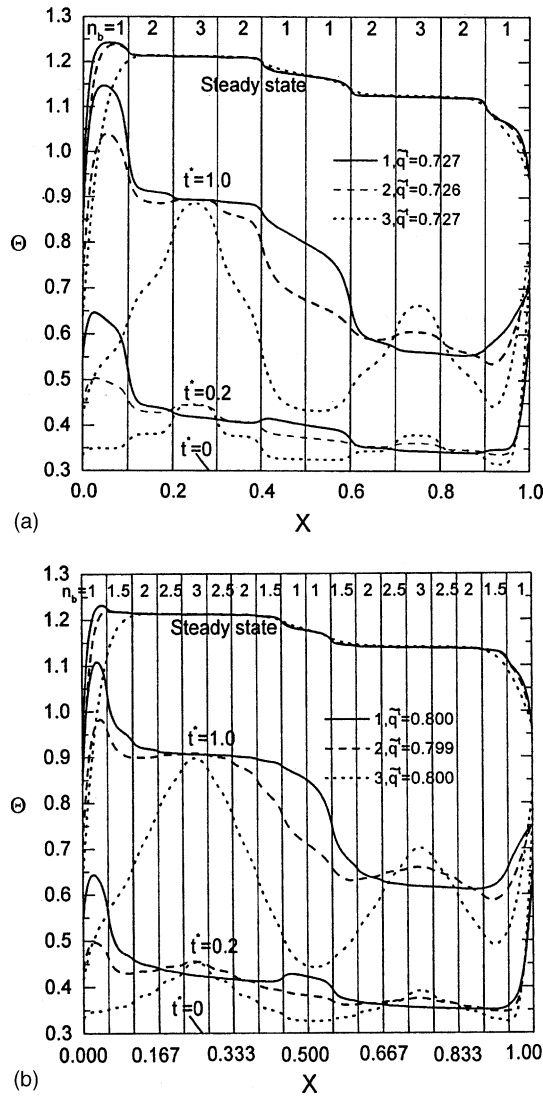 n_b=1 2 3 2 1 1 2 3 2 1
1.3
1.2
Steady state
1.1
1.0
1, q̃ʳ=0.727
t*=1.0
0.9
2, q̃ʳ=0.726
3, q̃ʳ=0.727
Θ
0.8
0.7
0.6
0.5
t*=0.2
0.4
t*=0
0.3
0.0 0.2 0.4 0.6 0.8 1.0
(a)
X
1.3
n_b=1 1.5 2 2.5 3 2.5 2 1.5 1 1 1.5 2 2.5 3 2.5 2 1.5 1
1.2
Steady state
1.1
1.0
1, q̃ʳ=0.800
t*=1.0
2, q̃ʳ=0.799
0.9
3, q̃ʳ=0.800
Θ
0.8
0.7
0.6
0.5
t*=0.2
0.4
t*=0
0.3
0.000 0.167 0.333 0.500 0.667 0.833 1.00
(b)
X